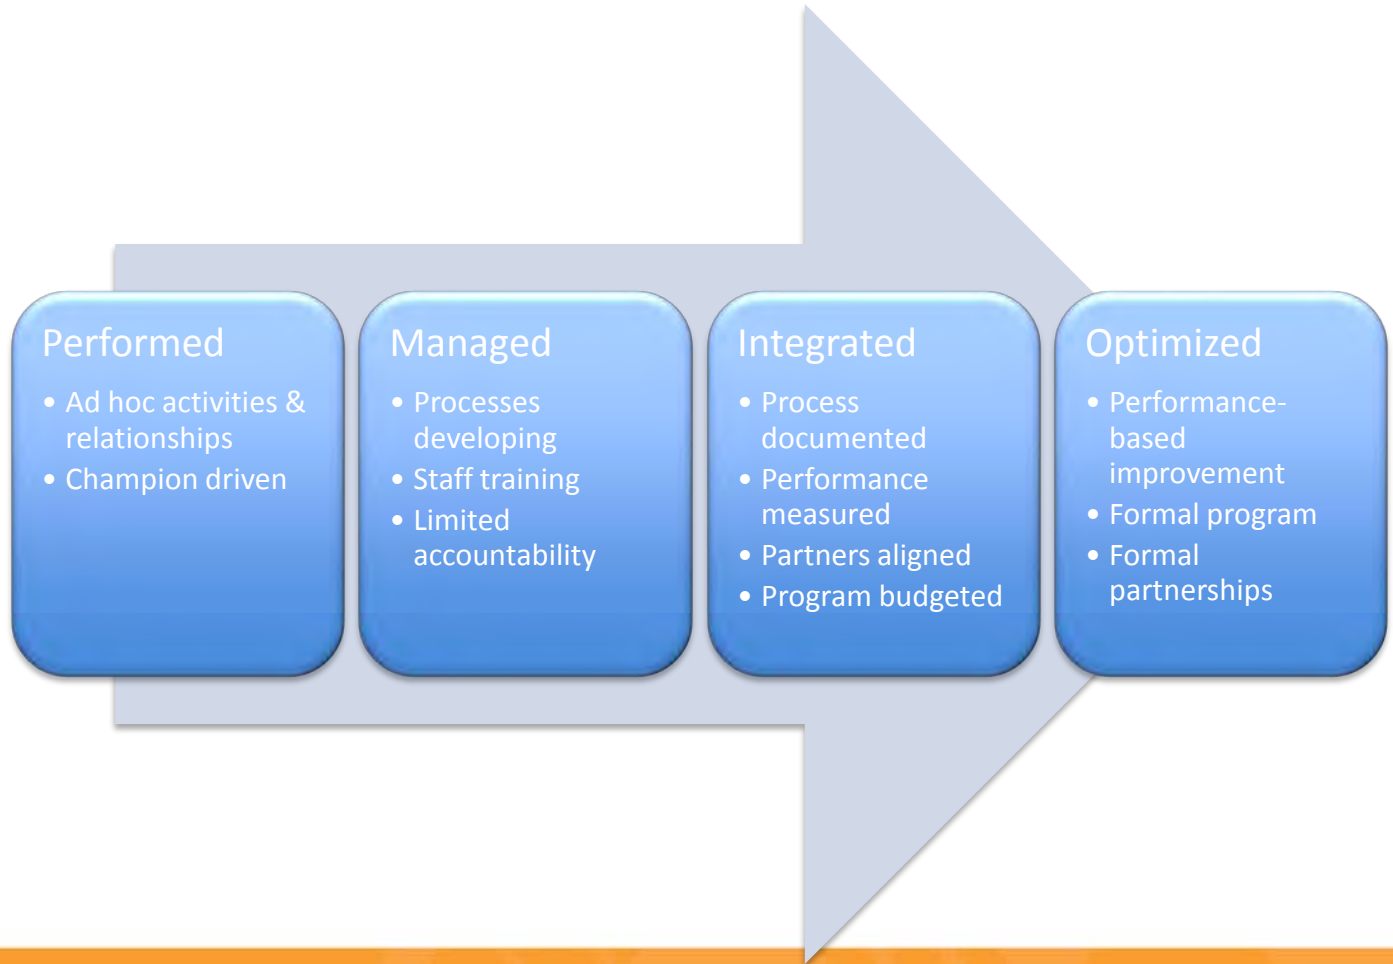 Performed
• Ad hoc activities &
relationships
• Champion driven
Managed
• Processes
developing
• Staff training
• Limited
accountability
Integrated
• Process
documented
• Performance
measured
• Partners aligned
• Program budgeted
Optimized
• Performance-
based
improvement
• Formal program
• Formal
partnerships